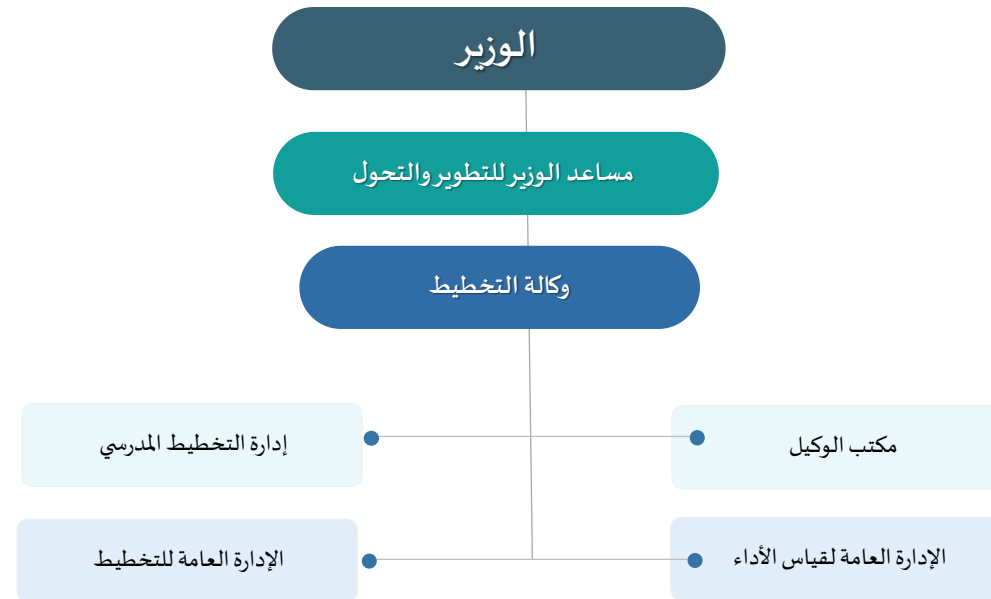 الوزير
مساعد الوزير للتطوير والتحول
وكالة التخطيط
مكتب الوكيل
إدارة التخطيط المدرسي
الإدارة العامة لقياس الأداء
الإدارة العامة للتخطيط